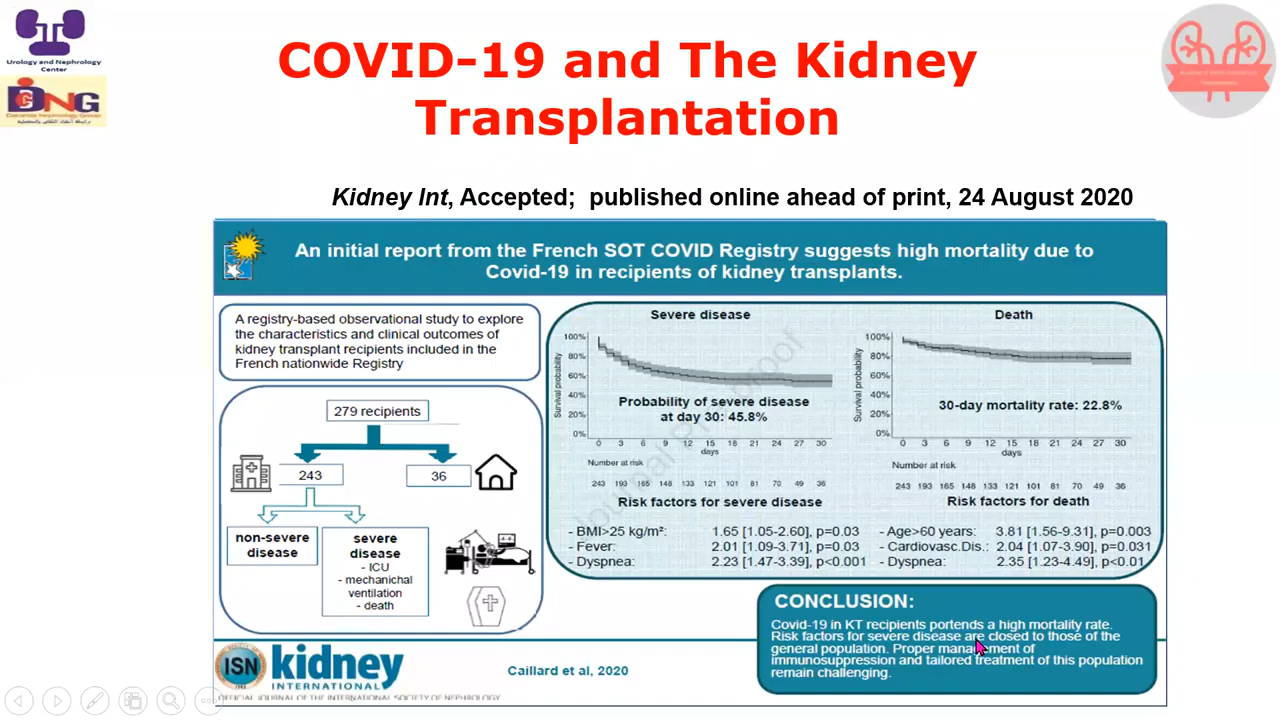 Urology and Nephrology
Center
COVID-19 and The Kidney
Transplantation
Kidney Int, Accepted; published online ahead of print, 24 August 2020
An initial report from the French SOT COVID Registry suggests high mortality due to
Covid-19 in recipients of kidney transplants.
A registry-based observational study to explore
the characteristics and clinical outcomes of
kidney transplant recipients included in the
French nationwide Registry
279 recipients
243
36
non-severe
disease
severe
disease
- ICU
- mechanichal
ventilation
- death
Severe disease
Survival probability
100%
80%
60%
40%
20%
0%
Probability of severe disease
at day 30: 45.8%
0 3 6 9 12 15 18 21 24 27 30
days
Number at risk
243 193 165 148 133 121 101 81 70 49 36
Risk factors for severe disease
- BMI>25 kg/m²: 1.65 [1.05-2.60], p=0.03
- Fever: 2.01 [1.09-3.71], p=0.03
- Dyspnea: 2.23 [1.47-3.39], p<0.001
Death
Survival probability
100%
80%
60%
40%
20%
0%
30-day mortality rate: 22.8%
0 3 6 9 12 15 18 21 24 27 30
days
Number at risk
243 193 165 148 133 121 101 81 70 49 36
Risk factors for death
- Age>60 years: 3.81 [1.56-9.31], p=0.003
- Cardiovasc.Dis.: 2.04 [1.07-3.90], p=0.031
- Dyspnea: 2.35 [1.23-4.49], p<0.01
Journal Pre-proof
CONCLUSION:
Covid-19 in KT recipients portends a high mortality rate.
Risk factors for severe disease are closed to those of the
general population. Proper management of
immunosuppression and tailored treatment of this population
remain challenging.
ISN
kidney
INTERNATIONAL
OFFICIAL JOURNAL OF THE INTERNATIONAL SOCIETY OF NEPHROLOGY
Caillard et al, 2020